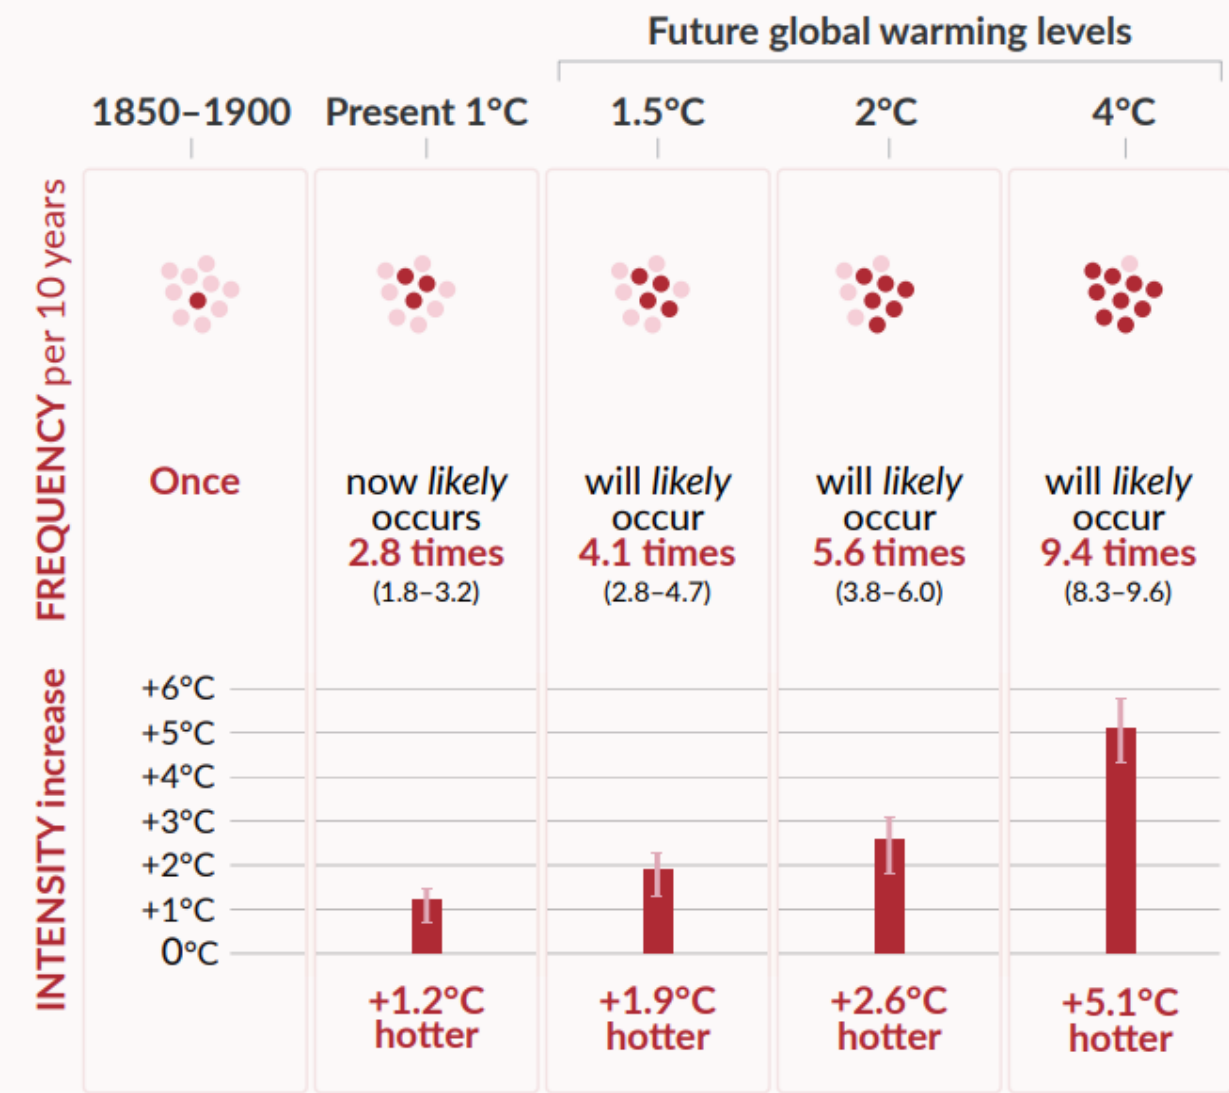 Future global warming levels
1850–1900 Present 1°C 1.5°C 2°C 4°C
FREQUENCY per 10 years
Once
now likely
occurs
2.8 times
(1.8–3.2)
will likely
occur
4.1 times
(2.8–4.7)
will likely
occur
5.6 times
(3.8–6.0)
will likely
occur
9.4 times
(8.3–9.6)
INTENSITY increase
+6°C
+5°C
+4°C
+3°C
+2°C
+1°C
0°C
+1.2°C
hotter
+1.9°C
hotter
+2.6°C
hotter
+5.1°C
hotter